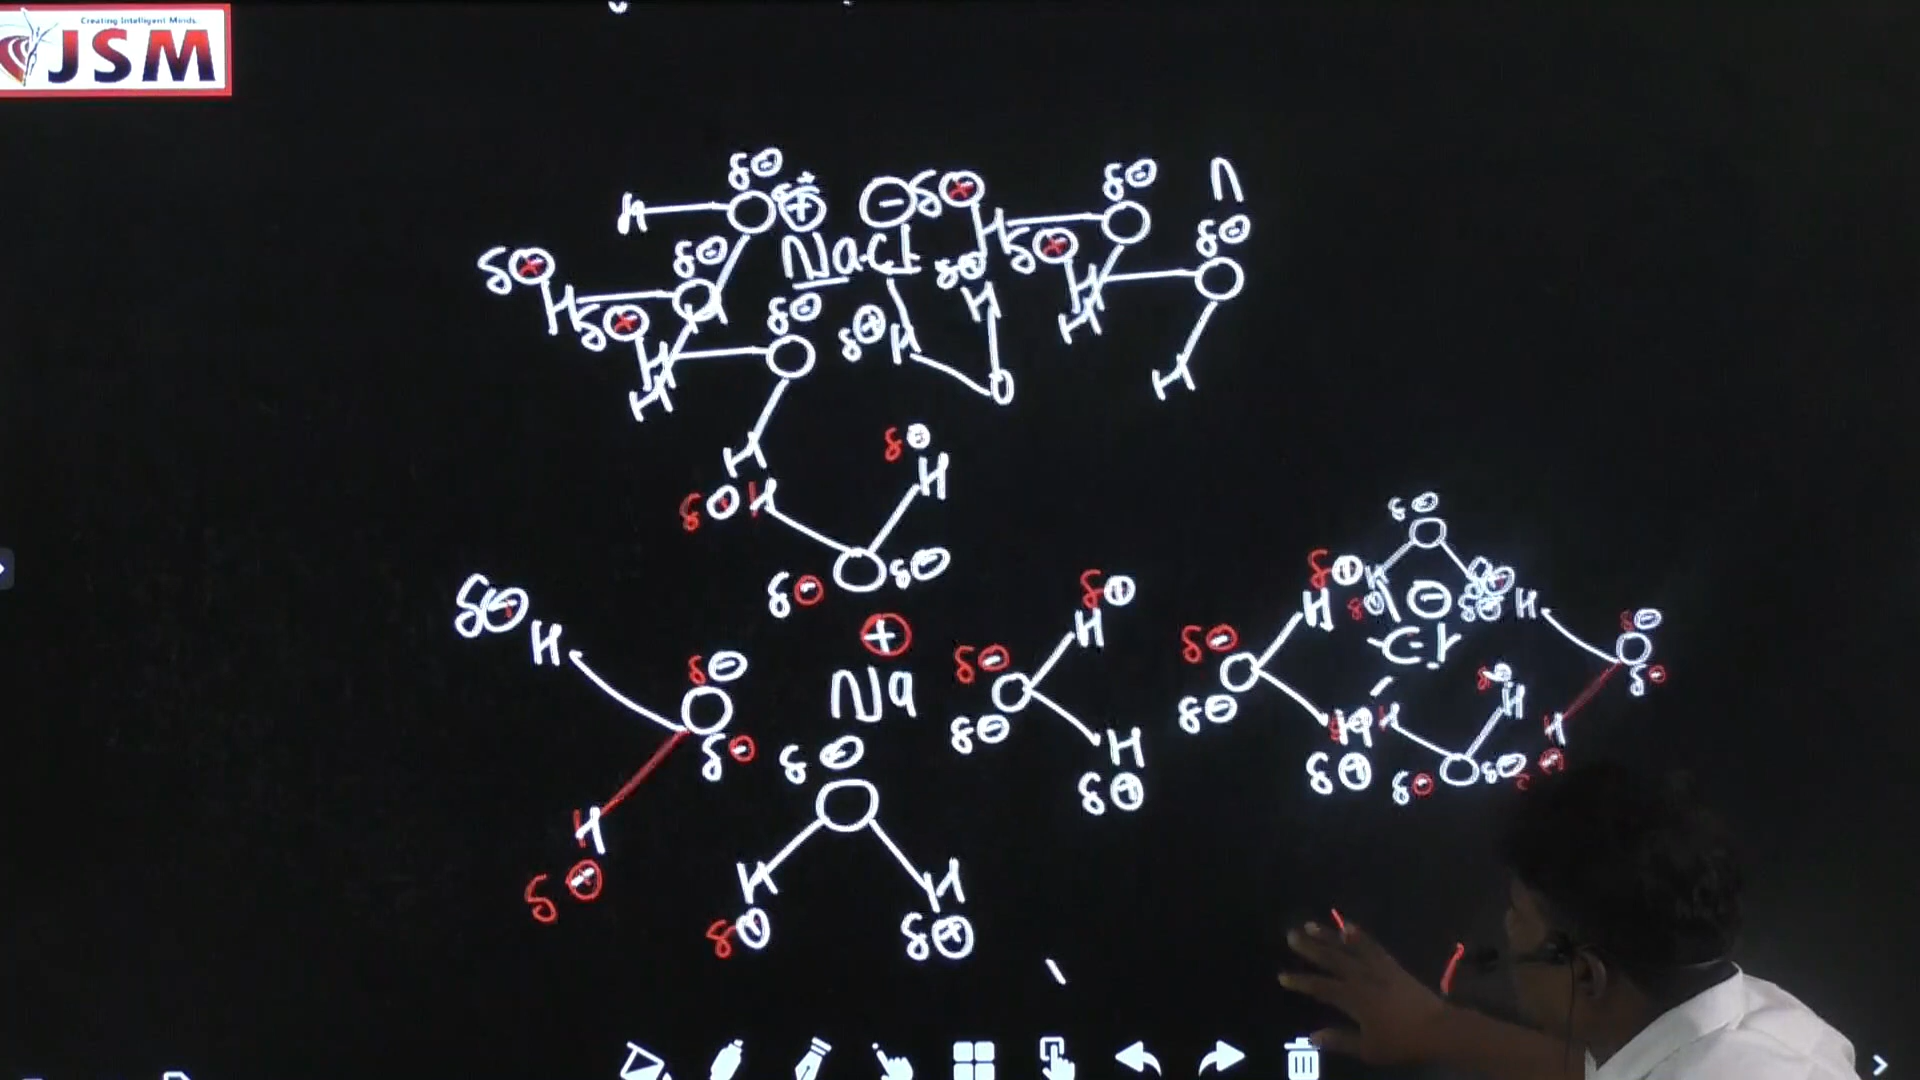 Creating Intelligent Minds.
JSM
δ⊖ δ⊖ n
H O ⊕ ⊖ δ⊕ H O δ⊖
δ⊖ NaCl δ⊕ δ⊕ O
δ⊕ H O δ⊖ δ⊕ H H H
δ⊕ H O H O H
H
H δ⊕ H
δ⊕ H δ⊖
O δ⊖ O
δ⊖ δ⊖ δ⊕ δ⊕ H ⊖ H δ⊖
δ⊕ H ⊕ H δ⊖ Cl O
δ⊖ δ⊖ O δ⊖
O Na O H H
δ⊖ δ⊖ δ⊖ H δ⊖ H O δ⊖ H
O δ⊕ δ⊕ δ⊖
H
δ⊕ H H
δ⊕ δ⊕